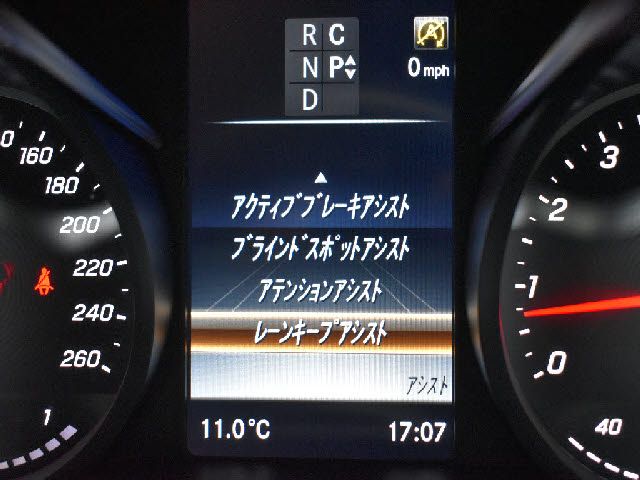 R C
N P
D
0 mph
アクティブブレーキアシスト
ブラインドスポットアシスト
アテンションアシスト
レーンキープアシスト
アシスト
11.0°C 17:07
160
180
200
220
240
260
1
3
2
1
0
40